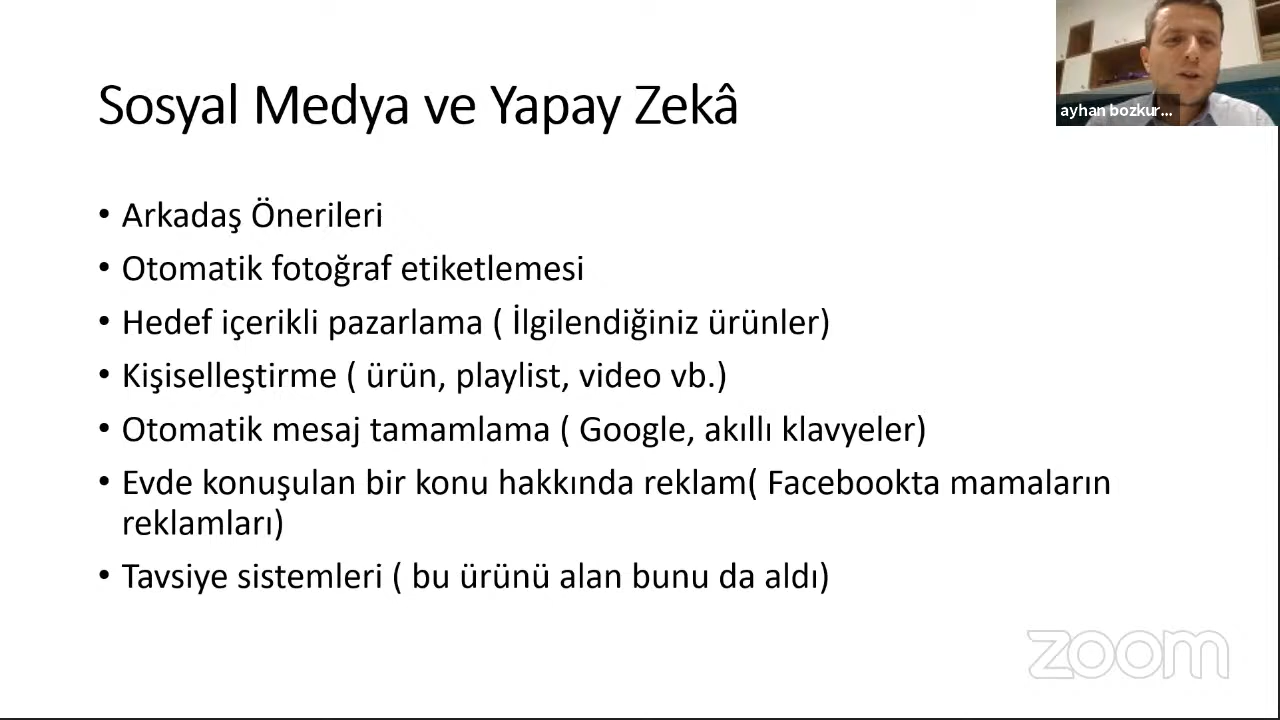 Sosyal Medya ve Yapay Zekâ
ayhan bozkur...
• Arkadaş Önerileri
• Otomatik fotoğraf etiketlemesi
• Hedef içerikli pazarlama ( İlgilendiğiniz ürünler)
• Kişiselleştirme ( ürün, playlist, video vb.)
• Otomatik mesaj tamamlama ( Google, akıllı klavyeler)
• Evde konuşulan bir konu hakkında reklam( Facebookta mamaların
reklamları)
• Tavsiye sistemleri ( bu ürünü alan bunu da aldı)
zoom